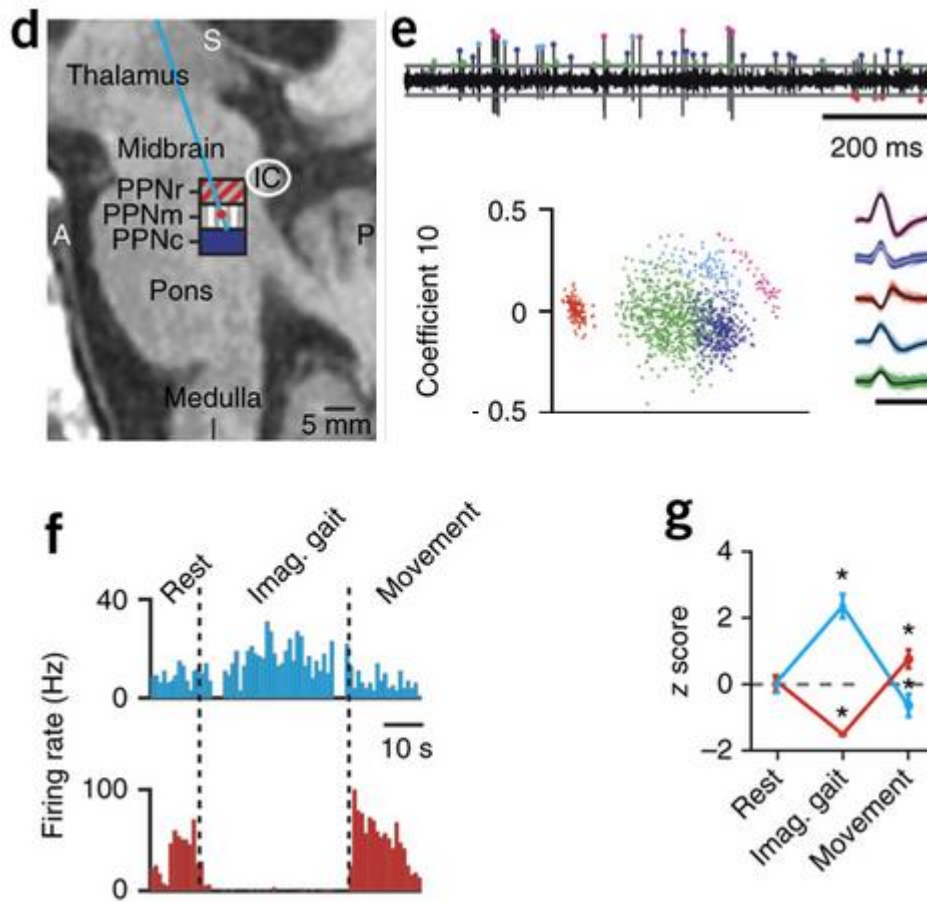 d
S
Thalamus
Midbrain
IC
PPNr
PPNm
PPNc
A
P
Pons
Medulla
5 mm
e
200 ms
Coefficient 10
0.5
0
- 0.5
f
Rest
Imag. gait
Movement
Firing rate (Hz)
40
0
10 s
100
0
g
z score
4
2
0
–2
*
*
*
*
Rest
Imag. gait
Movement